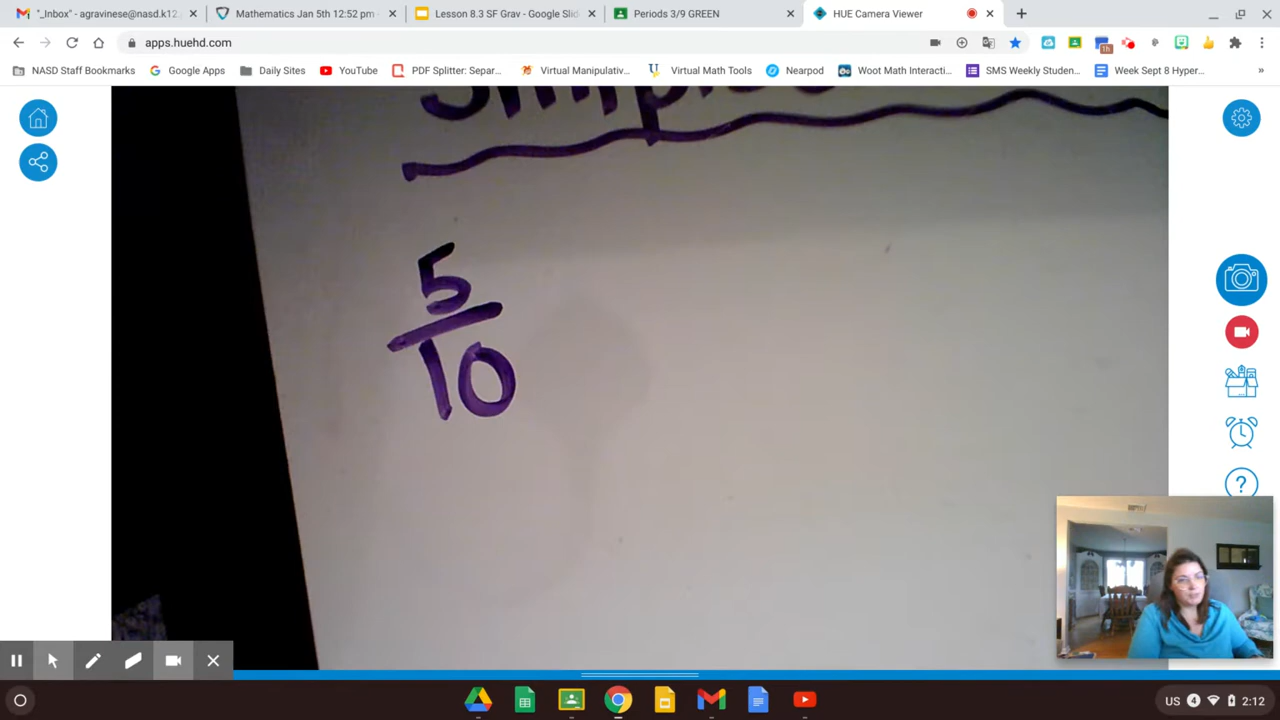 "_Inbox" - agravinese@nasd.k12
Mathematics Jan 5th 12:52 pm -
Lesson 8.3 SF Grav - Google Slid
Periods 3/9 GREEN
HUE Camera Viewer
apps.huehd.com
1h
NASD Staff Bookmarks
Google Apps
Daily Sites
YouTube
PDF Splitter: Separ...
Virtual Manipulativ...
Virtual Math Tools
Nearpod
Woot Math Interacti...
SMS Weekly Studen...
Week Sept 8 Hyper...
»
5
10
?
US 4 2:12